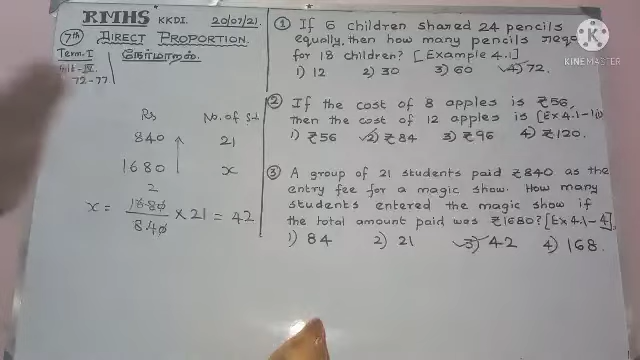 RMHS KKDI. 20/07/21.
7th DIRECT PROPORTION.
Term-I நேர்மாறல்.
72-77
Rs No. of St.
840 21
1680 x
2
x = 1680/840 × 21 = 42
① If 6 children shared 24 pencils
equally, then how many pencils
for 18 children? [Example 4.1]
1) 12 2) 30 3) 60 4) 72.
② If the cost of 8 apples is ₹56,
then the cost of 12 apples is [Ex 4.1-1(i)
1) ₹56 2) ₹84 3) ₹96 4) ₹120.
③ A group of 21 students paid ₹840 as the
entry fee for a magic show. How many
students entered the magic show if
the total amount paid was ₹1680? [Ex 4.1-4]
1) 84 2) 21 3) 42 4) 168.
K
KINEMASTER